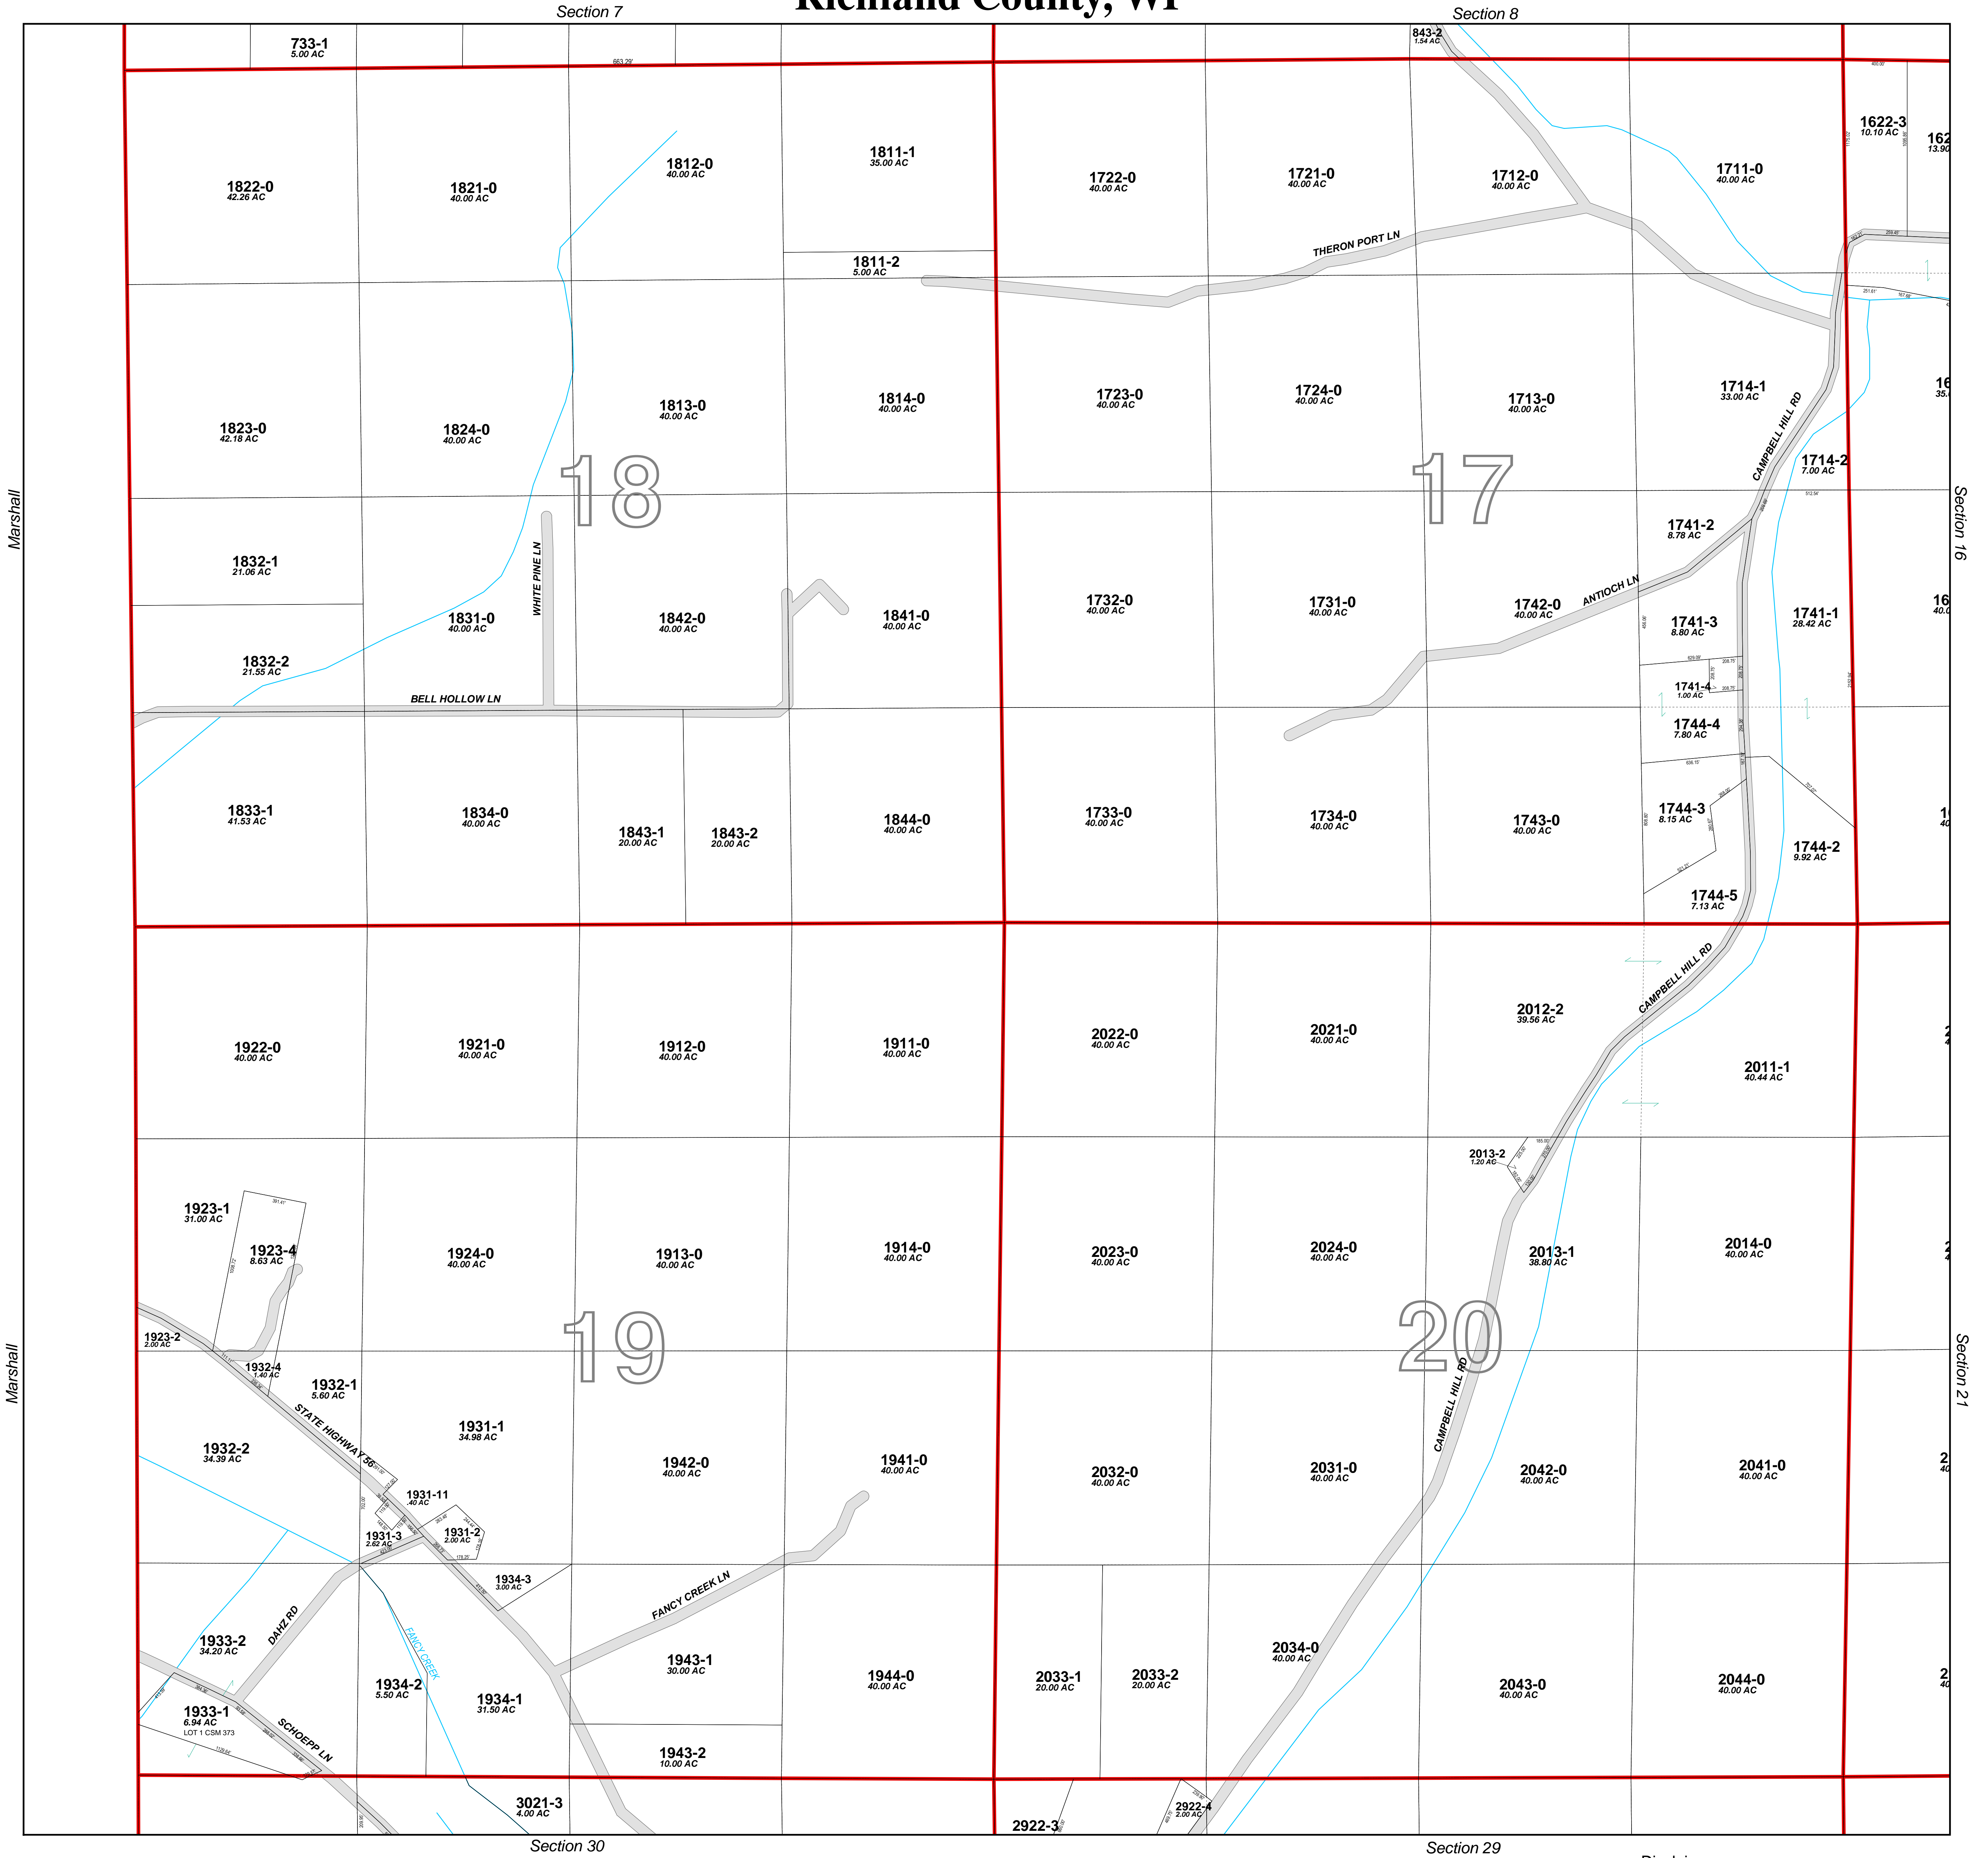 Richland County, WI
Section 7
Section 8
733-1
5.00 AC
663.29'
843-2
1.54 AC
1822-0
42.26 AC
1821-0
40.00 AC
1812-0
40.00 AC
1811-1
35.00 AC
1811-2
5.00 AC
1722-0
40.00 AC
1721-0
40.00 AC
1712-0
40.00 AC
1711-0
40.00 AC
1622-3
10.10 AC
THERON PORT LN
1823-0
42.18 AC
1824-0
40.00 AC
1813-0
40.00 AC
1814-0
40.00 AC
1723-0
40.00 AC
1724-0
40.00 AC
1713-0
40.00 AC
1714-1
33.00 AC
CAMPBELL HILL RD
1714-2
7.00 AC
512.54'
18
17
Marshall
Section 16
1832-1
21.06 AC
1832-2
21.55 AC
1831-0
40.00 AC
WHITE PINE LN
1842-0
40.00 AC
1841-0
40.00 AC
BELL HOLLOW LN
1732-0
40.00 AC
1731-0
40.00 AC
1742-0
40.00 AC
ANTIOCH LN
1741-2
8.78 AC
1741-3
8.80 AC
1741-1
28.42 AC
629.09'
208.75'
1741-4
1.00 AC
208.75'
1744-4
7.80 AC
636.15'
1833-1
41.53 AC
1834-0
40.00 AC
1843-1
20.00 AC
1843-2
20.00 AC
1844-0
40.00 AC
1733-0
40.00 AC
1734-0
40.00 AC
1743-0
40.00 AC
1744-3
8.15 AC
1744-2
9.92 AC
1744-5
7.13 AC
CAMPBELL HILL RD
1922-0
40.00 AC
1921-0
40.00 AC
1912-0
40.00 AC
1911-0
40.00 AC
2022-0
40.00 AC
2021-0
40.00 AC
2012-2
39.56 AC
2011-1
40.44 AC
2013-2
1.20 AC
185.00'
1923-1
31.00 AC
391.41'
1923-4
8.63 AC
1924-0
40.00 AC
1913-0
40.00 AC
1914-0
40.00 AC
2023-0
40.00 AC
2024-0
40.00 AC
2013-1
38.80 AC
2014-0
40.00 AC
19
20
Marshall
Section 21
1923-2
2.00 AC
1932-4
1.40 AC
1932-1
5.60 AC
STATE HIGHWAY 56
1932-2
34.39 AC
1931-1
34.98 AC
1942-0
40.00 AC
1941-0
40.00 AC
2032-0
40.00 AC
2031-0
40.00 AC
CAMPBELL HILL RD
2042-0
40.00 AC
2041-0
40.00 AC
1931-11
.40 AC
1931-3
2.62 AC
1931-2
2.00 AC
178.25'
1934-3
3.00 AC
FANCY CREEK LN
DAHZ RD
FANCY CREEK
1933-2
34.20 AC
1934-2
5.50 AC
1934-1
31.50 AC
1943-1
30.00 AC
1944-0
40.00 AC
2033-1
20.00 AC
2033-2
20.00 AC
2034-0
40.00 AC
2043-0
40.00 AC
2044-0
40.00 AC
1933-1
6.94 AC
LOT 1 CSM 373
SCHOEPP LN
1943-2
10.00 AC
3021-3
4.00 AC
2922-3
2922-4
2.00 AC
Section 30
Section 29